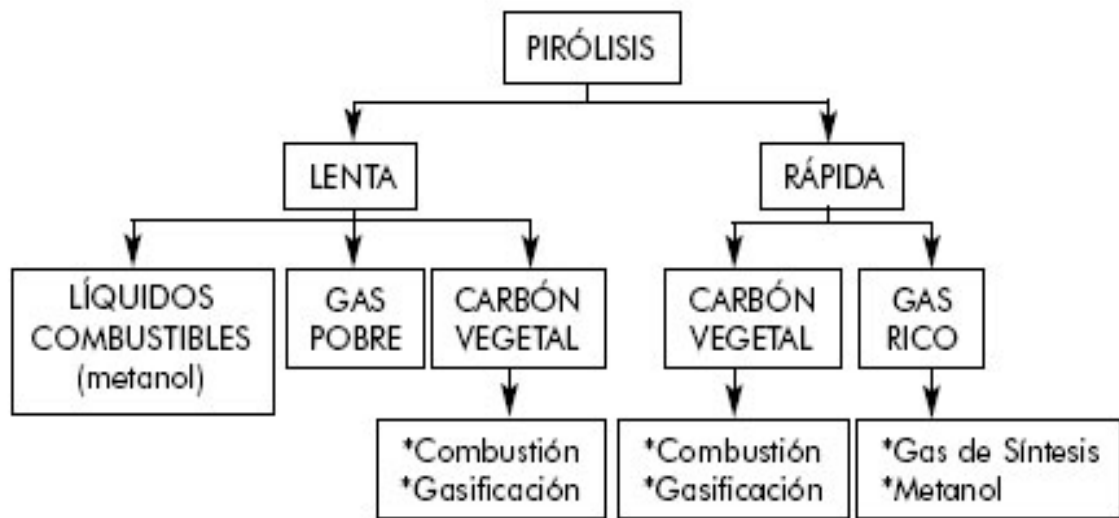 PIRÓLISIS
LENTA
RÁPIDA
LÍQUIDOS
COMBUSTIBLES
(metanol)
GAS
POBRE
CARBÓN
VEGETAL
CARBÓN
VEGETAL
GAS
RICO
*Combustión
*Gasificación
*Combustión
*Gasificación
*Gas de Síntesis
*Metanol